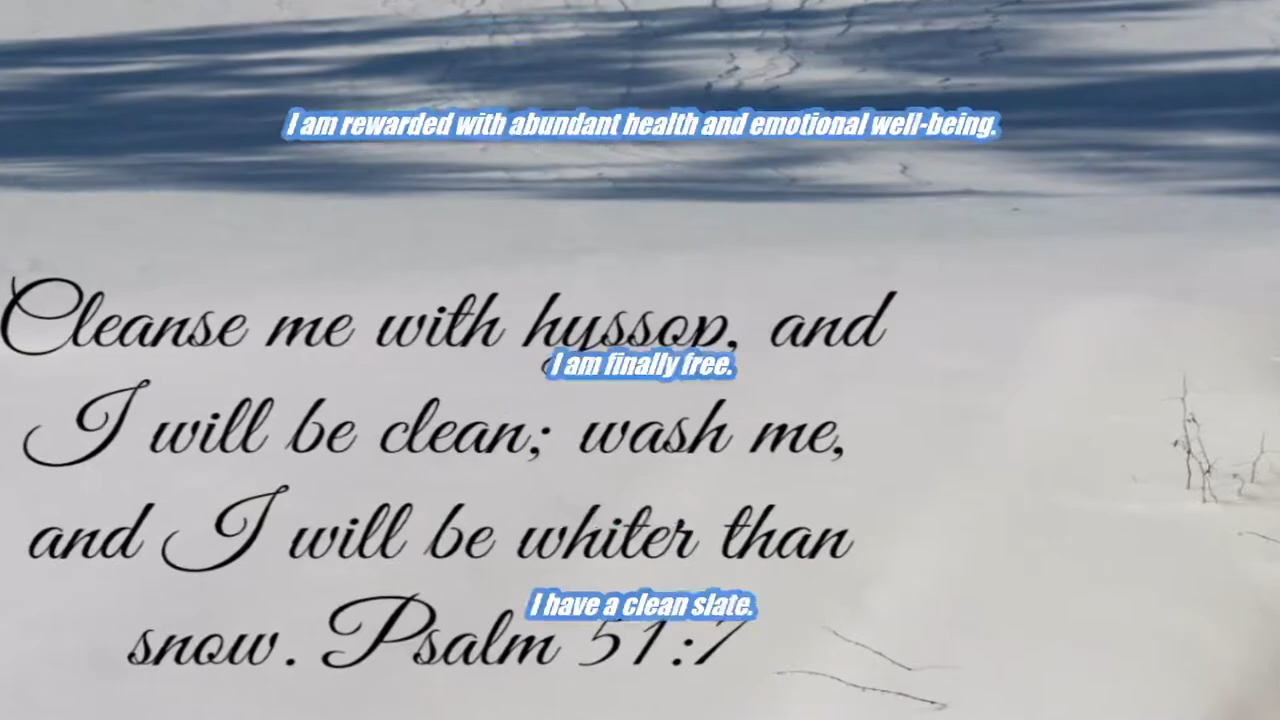 I am rewarded with abundant health and emotional well-being.
Cleanse me with hyssop, and
I am finally free.
I will be clean; wash me,
and I will be whiter than
I have a clean slate.
snow. Psalm 51:7